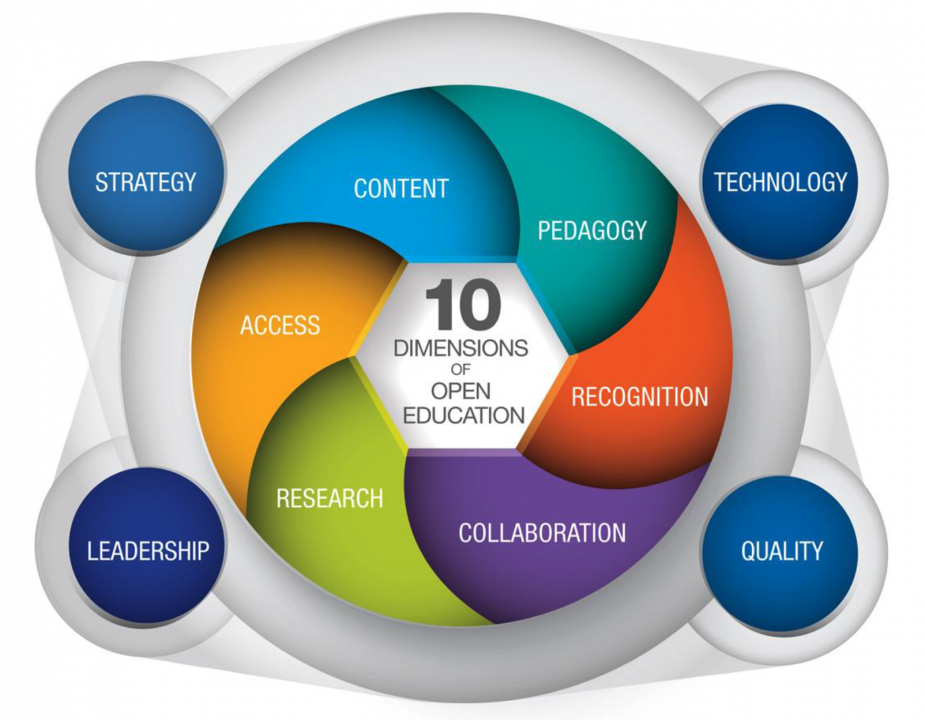 STRATEGY
TECHNOLOGY
CONTENT
PEDAGOGY
ACCESS
10
DIMENSIONS
OF
OPEN
EDUCATION
RECOGNITION
RESEARCH
COLLABORATION
LEADERSHIP
QUALITY